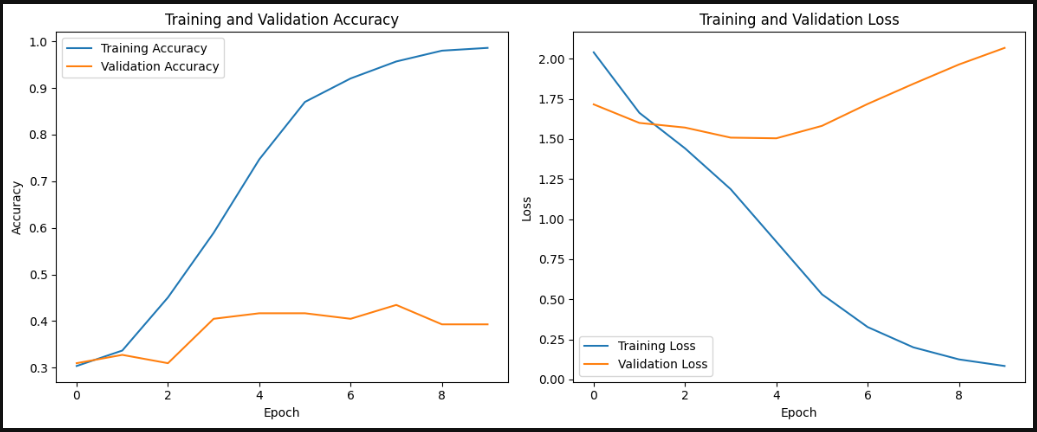 Training and Validation Accuracy
1.0
0.9
0.8
0.7
0.6
0.5
0.4
0.3
Accuracy
Training Accuracy
Validation Accuracy
0 2 4 6 8
Epoch
Training and Validation Loss
2.00
1.75
1.50
1.25
1.00
0.75
0.50
0.25
0.00
Loss
Training Loss
Validation Loss
0 2 4 6 8
Epoch